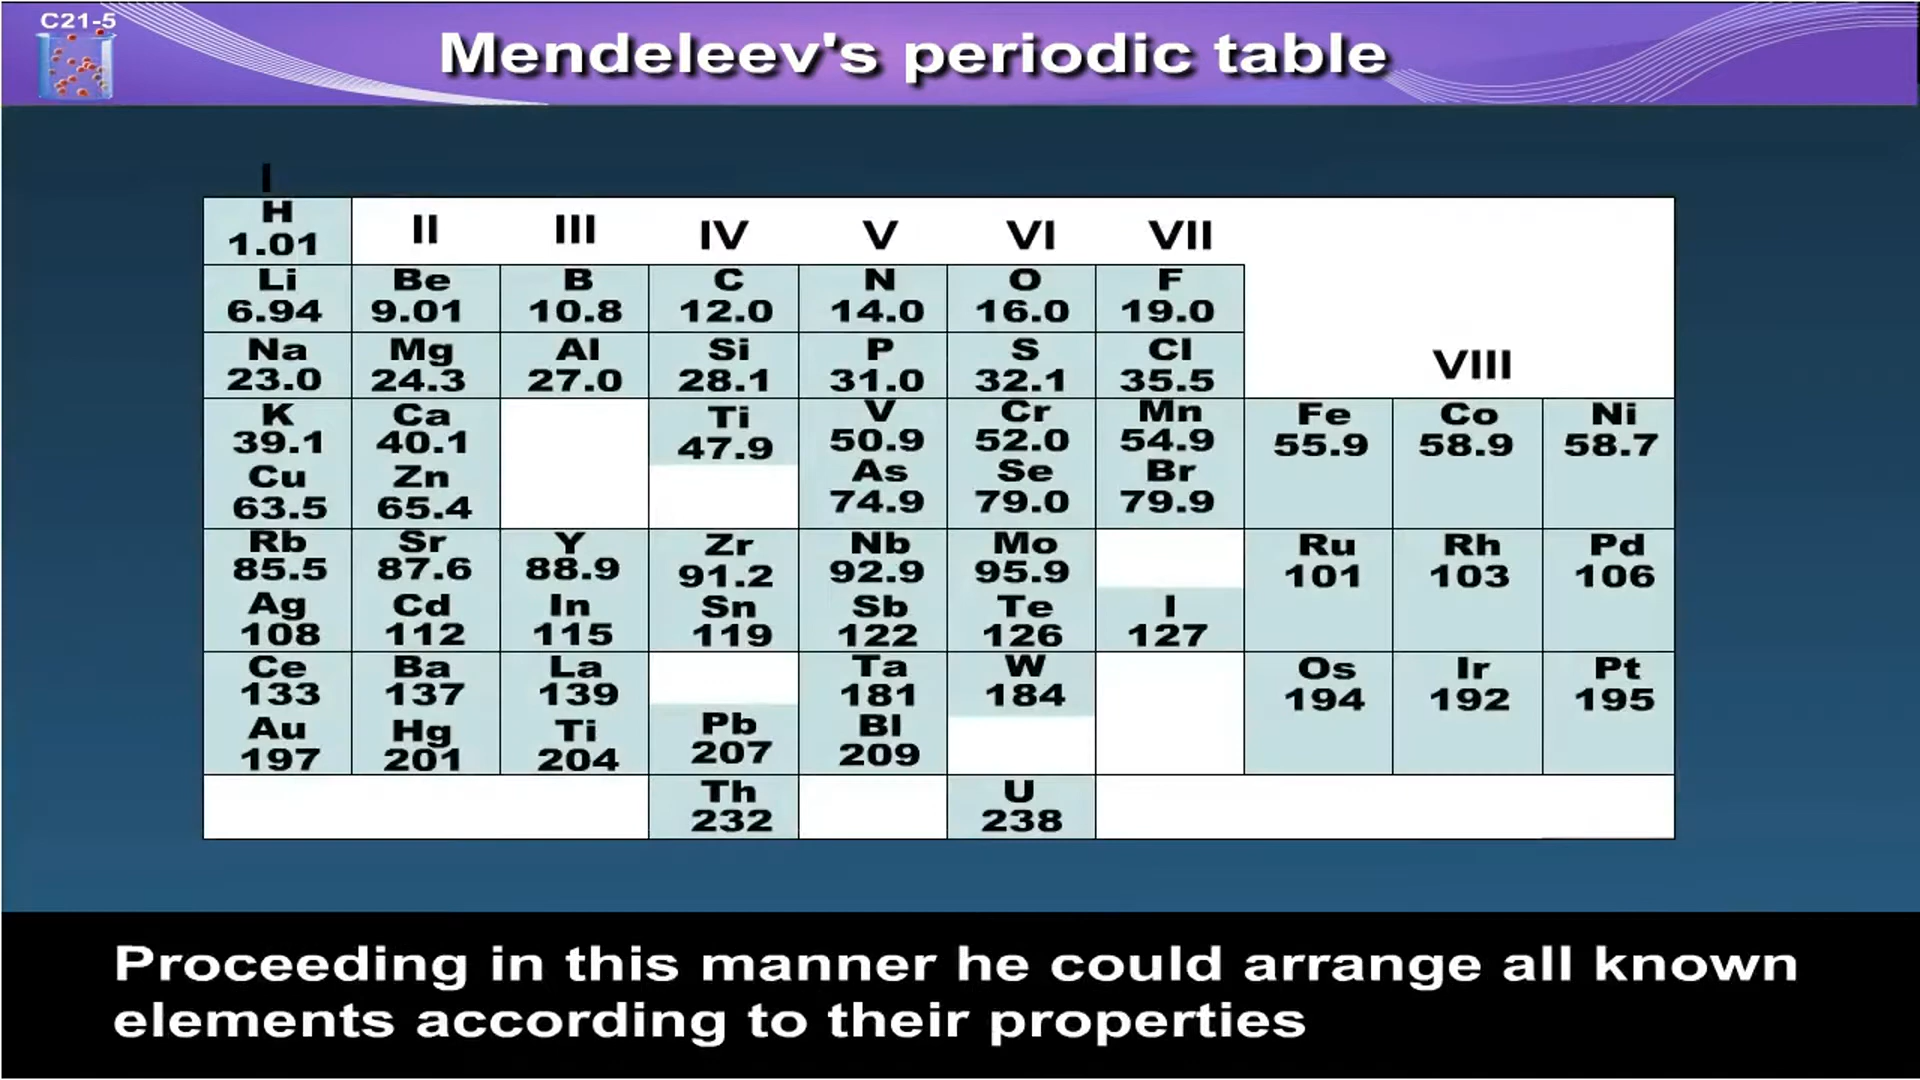 C21-5
Mendeleev's periodic table
I
H II III IV V VI VII
1.01
Li Be B C N O F
6.94 9.01 10.8 12.0 14.0 16.0 19.0
Na Mg Al Si P S Cl VIII
23.0 24.3 27.0 28.1 31.0 32.1 35.5
K Ca Ti V Cr Mn Fe Co Ni
39.1 40.1 47.9 50.9 52.0 54.9 55.9 58.9 58.7
Cu Zn As Se Br
63.5 65.4 74.9 79.0 79.9
Rb Sr Y Zr Nb Mo Ru Rh Pd
85.5 87.6 88.9 91.2 92.9 95.9 101 103 106
Ag Cd In Sn Sb Te I
108 112 115 119 122 126 127
Ce Ba La Ta W Os Ir Pt
133 137 139 181 184 194 192 195
Au Hg Ti Pb BI
197 201 204 207 209
Th U
232 238
Proceeding in this manner he could arrange all known
elements according to their properties